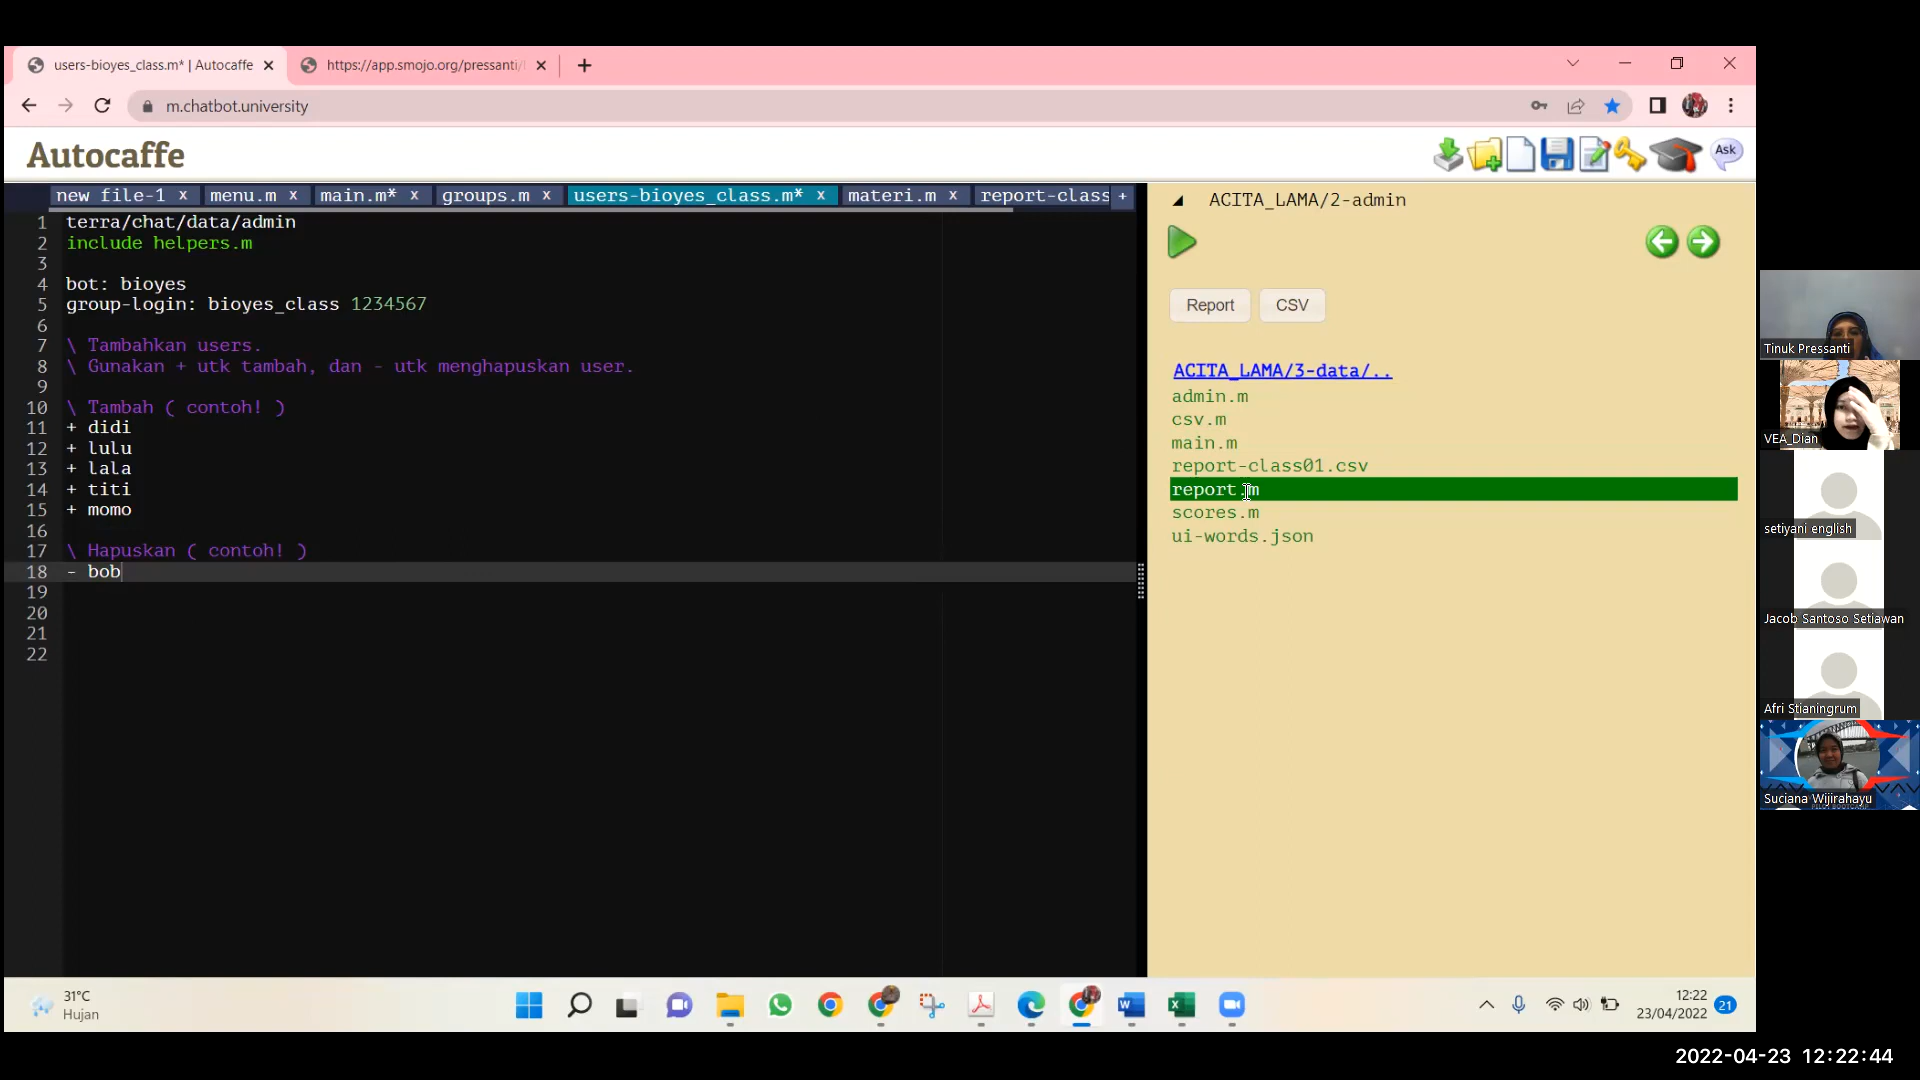 users-bioyes_class.m* | Autocaffe
https://app.smojo.org/pressanti/
m.chatbot.university
Autocaffe
Ask
new file-1 x menu.m x main.m* x groups.m x users-bioyes_class.m* x materi.m x report-class +
1 terra/chat/data/admin
2 include helpers.m
3
4 bot: bioyes
5 group-login: bioyes_class 1234567
6
7 \ Tambahkan users.
8 \ Gunakan + utk tambah, dan - utk menghapuskan user.
9
10 \ Tambah ( contoh! )
11 + didi
12 + lulu
13 + lala
14 + titi
15 + momo
16
17 \ Hapuskan ( contoh! )
18 - bob
19
20
21
22
ACITA_LAMA/2-admin
Report CSV
ACITA_LAMA/3-data/..
admin.m
csv.m
main.m
report-class01.csv
report.m
scores.m
ui-words.json
Tinuk Pressanti
VEA_Dian
setiyani english
Jacob Santoso Setiawan
Afri Stianingrum
Suciana Wijirahayu
31°C
Hujan
12:22
23/04/2022
21
2022-04-23 12:22:44